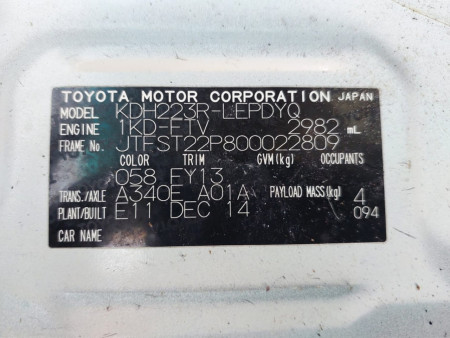 TOYOTA MOTOR CORPORATION JAPAN
MODEL KDH223R-LEPDYQ
ENGINE 1KD-FTV 2982 mL
FRAME No. JTFST22P800022809
COLOR TRIM GVM(kg) OCCUPANTS
058 FY13
TRANS./AXLE A340E A01A PAYLOAD MASS(kg) 4
PLANT/BUILT E11 DEC 14 094
CAR NAME